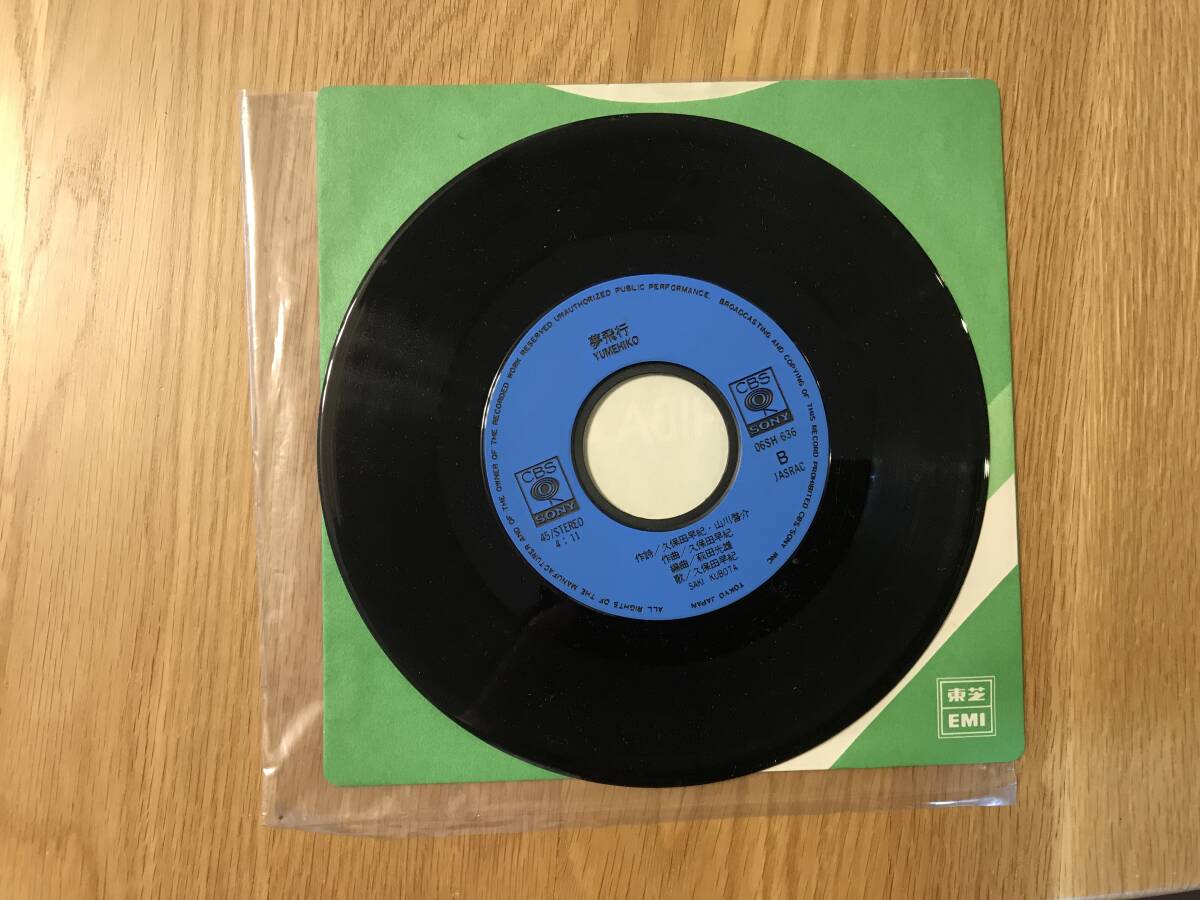 夢飛行
YUMEHIKO
CBS
SONY
06SH 636
B
JASRAC
CBS
SONY
45/STEREO
4:11
作詩/久保田早紀・山川啓介
作曲/久保田早紀
編曲/萩田光雄
歌/久保田早紀
SAKI KUBOTA
ALL RIGHTS OF THE MANUFACTURER AND OF THE OWNER OF THE RECORDED WORK RESERVED UNAUTHORIZED PUBLIC PERFORMANCE. BROADCASTING AND COPYING OF THIS RECORD PROHIBITED CBS-SONY INC. TOKYO JAPAN
東芝
EMI